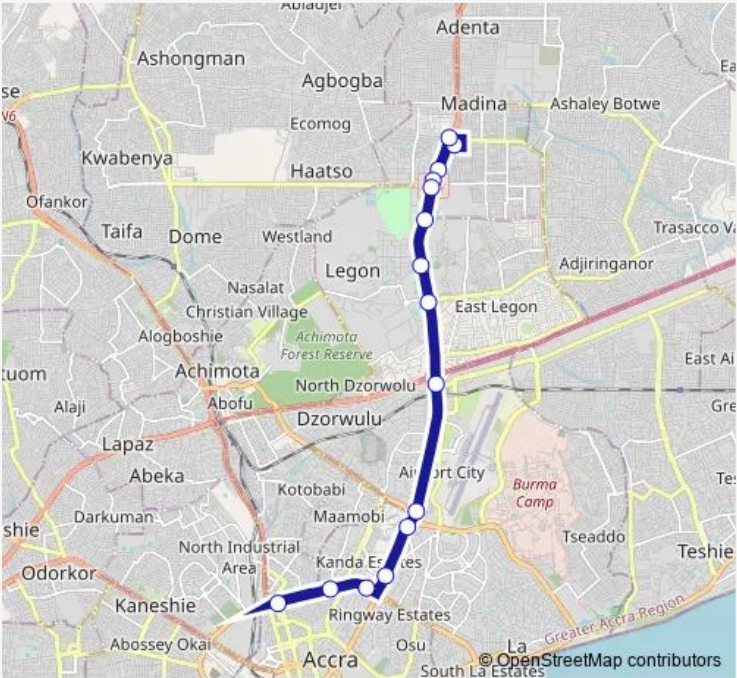 Abladjei
Adenta
Ashongman
Agbogba
Ea
se
Madina
Ashaley Botwe
N6
Ecomog
Kwabenya
Haatso
Ofankor
Taifa
Dome
Westland
Trasacco Va
Legon
Adjiringanor
Nasalat
Christian Village
East Legon
Alogboshie
Achimota
Forest Reserve
East Ai
tuom
Achimota
North Dzorwolu
Alaji
Abofu
Gre
Dzorwulu
Lapaz
Abeka
Airport City
Tes
Kotobabi
Burma
Camp
Darkuman
Maamobi
shie
Tseaddo
North Industrial
Area
Teshie
Odorkor
Kanda Estates
Kaneshie
Ringway Estates
Greater Accra Region
Abossey Okai
Osu
La
Accra
South La Estates
© OpenStreetMap contributors